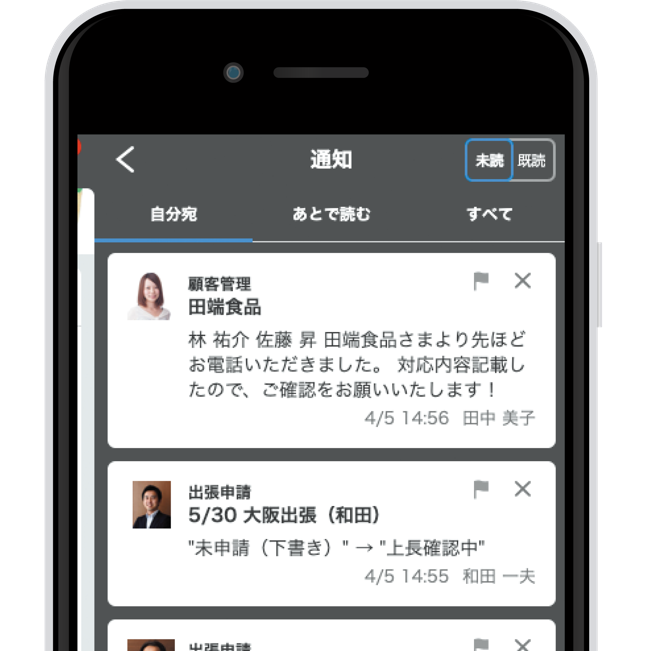 通知
未読 既読
自分宛 あとで読む すべて
顧客管理
田端食品
林 祐介 佐藤 昇 田端食品さまより先ほど
お電話いただきました。 対応内容記載し
たので、ご確認をお願いいたします！
4/5 14:56 田中 美子
出張申請
5/30 大阪出張（和田）
"未申請（下書き）" → "上長確認中"
4/5 14:55 和田 一夫
出張申請